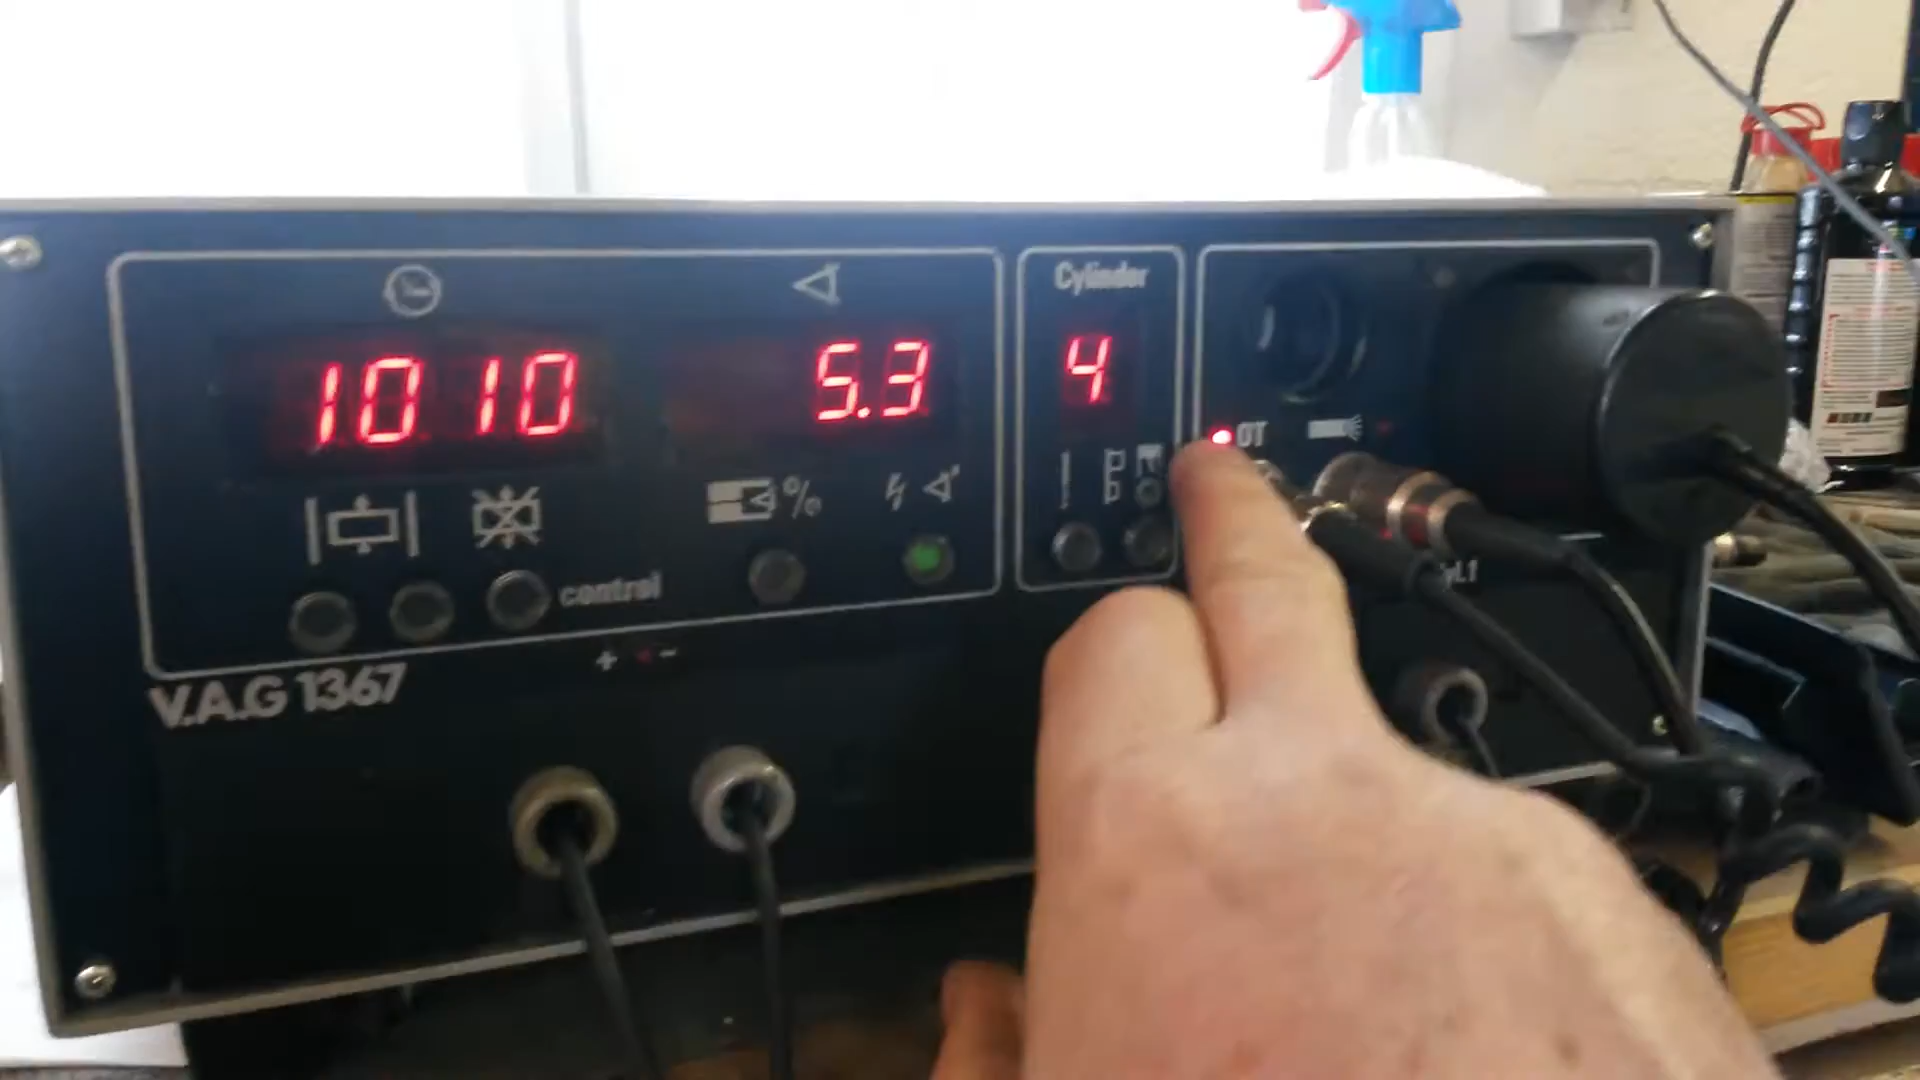 Cylinder
1010
5.3
4
OT
%
control
+ -
V.A.G 1367